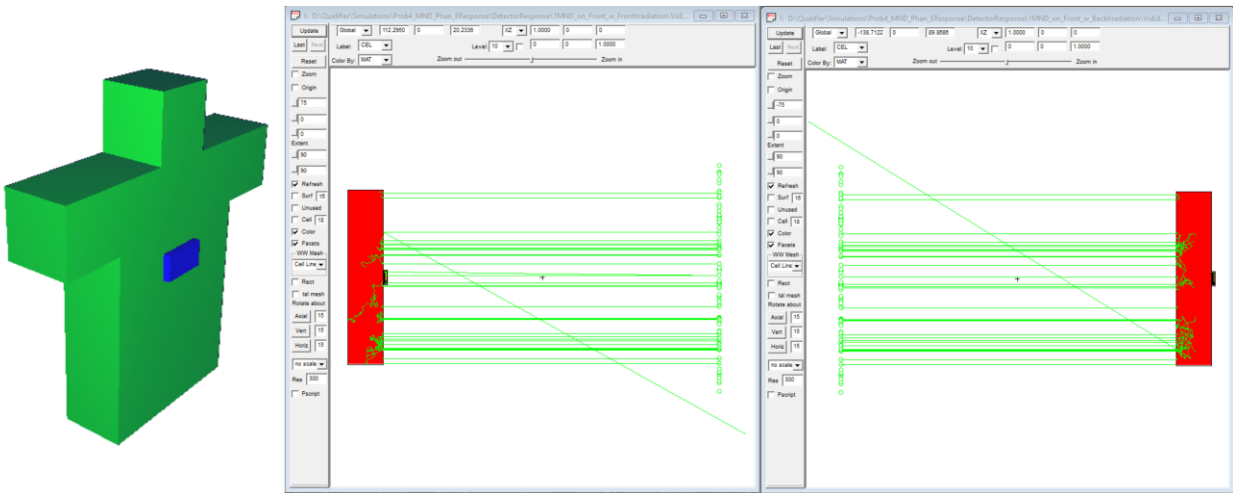 1: D:\Qualifier\Simulations\Prob4_MND_Phan_EResponse\DetectorResponse\1MND_on_Front_w_FrontIrradiation\VisEd...
Update Global 112.2950 0 20.2336 XZ 1.0000 0 0
Last Next Label: CEL Level: 10 0 0 1.0000
Reset Color By: MAT Zoom out Zoom in
Zoom
Origin
75
0
0
Extent
90
90
Refresh
Surf 16
Unused
Cell 18
Color
Facets
WW Mesh
Cell Line
Rect
tal mesh
Rotate about
Axial 15
Vert 15
Horiz 15
no scale
Res 300
Pscript
1: D:\Qualifier\Simulations\Prob4_MND_Phan_EResponse\DetectorResponse\1MND_on_Front_w_BackIrradiation\VisEd...
Update Global -138.7122 0 89.8695 XZ 1.0000 0 0
Last Next Label: CEL Level: 10 0 0 1.0000
Reset Color By: MAT Zoom out Zoom in
Zoom
Origin
-75
0
0
Extent
90
90
Refresh
Surf 16
Unused
Cell 18
Color
Facets
WW Mesh
Cell Line
Rect
tal mesh
Rotate about
Axial 15
Vert 15
Horiz 15
no scale
Res 300
Pscript